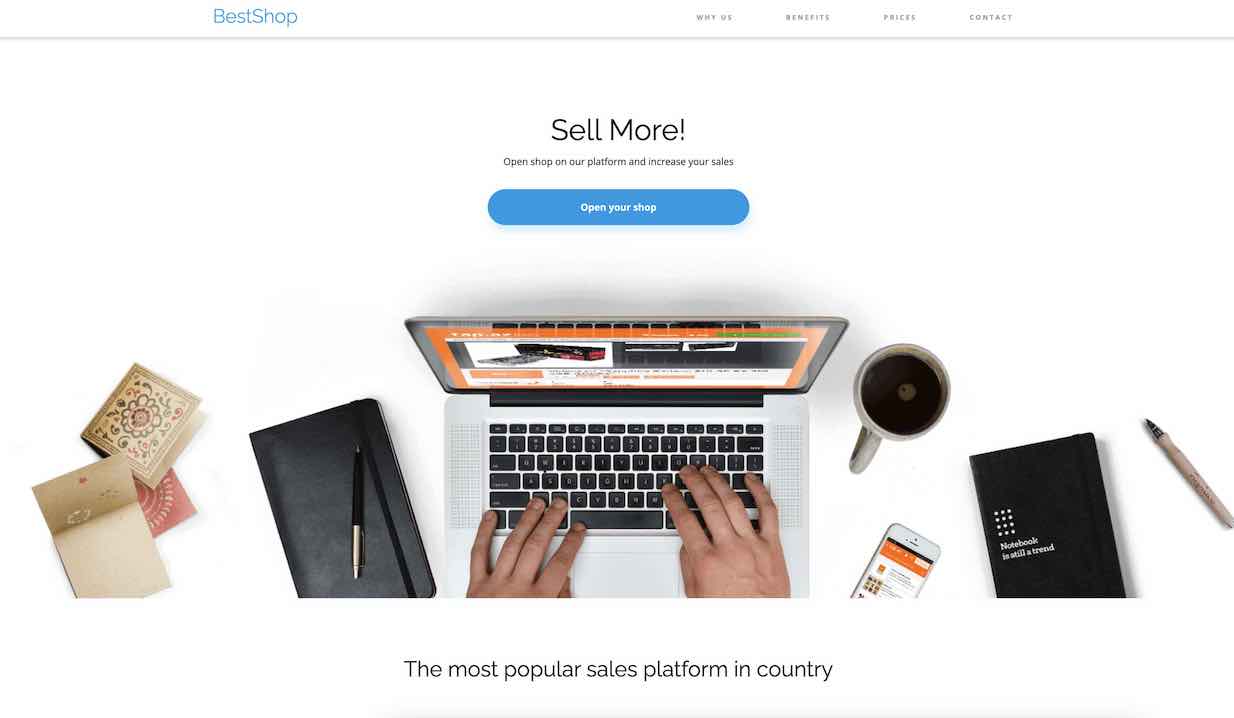 BestShop
WHY US
BENEFITS
PRICES
CONTACT
Sell More!
Open shop on our platform and increase your sales
Open your shop
Notebook
is still a trend
The most popular sales platform in country